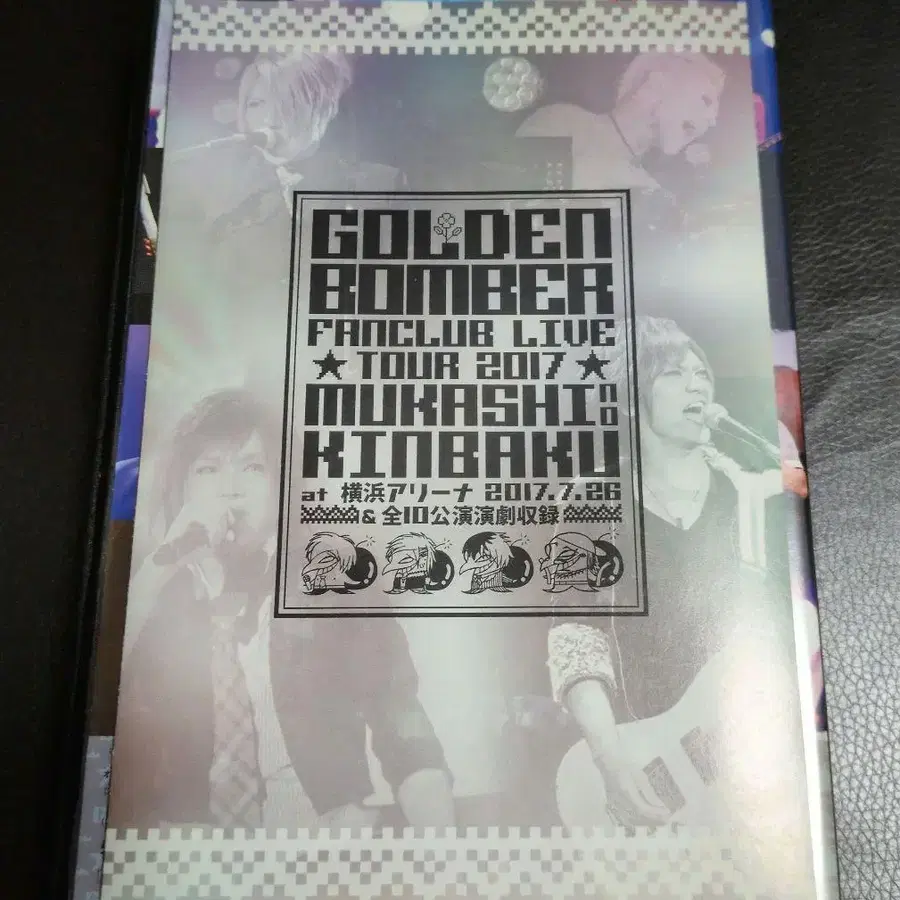 GOLDEN
BOMBER
FANCLUB LIVE
★ TOUR 2017 ★
MUKASHI no
KINBAKU
at 横浜アリーナ 2017.7.26
& 全10公演演劇収録